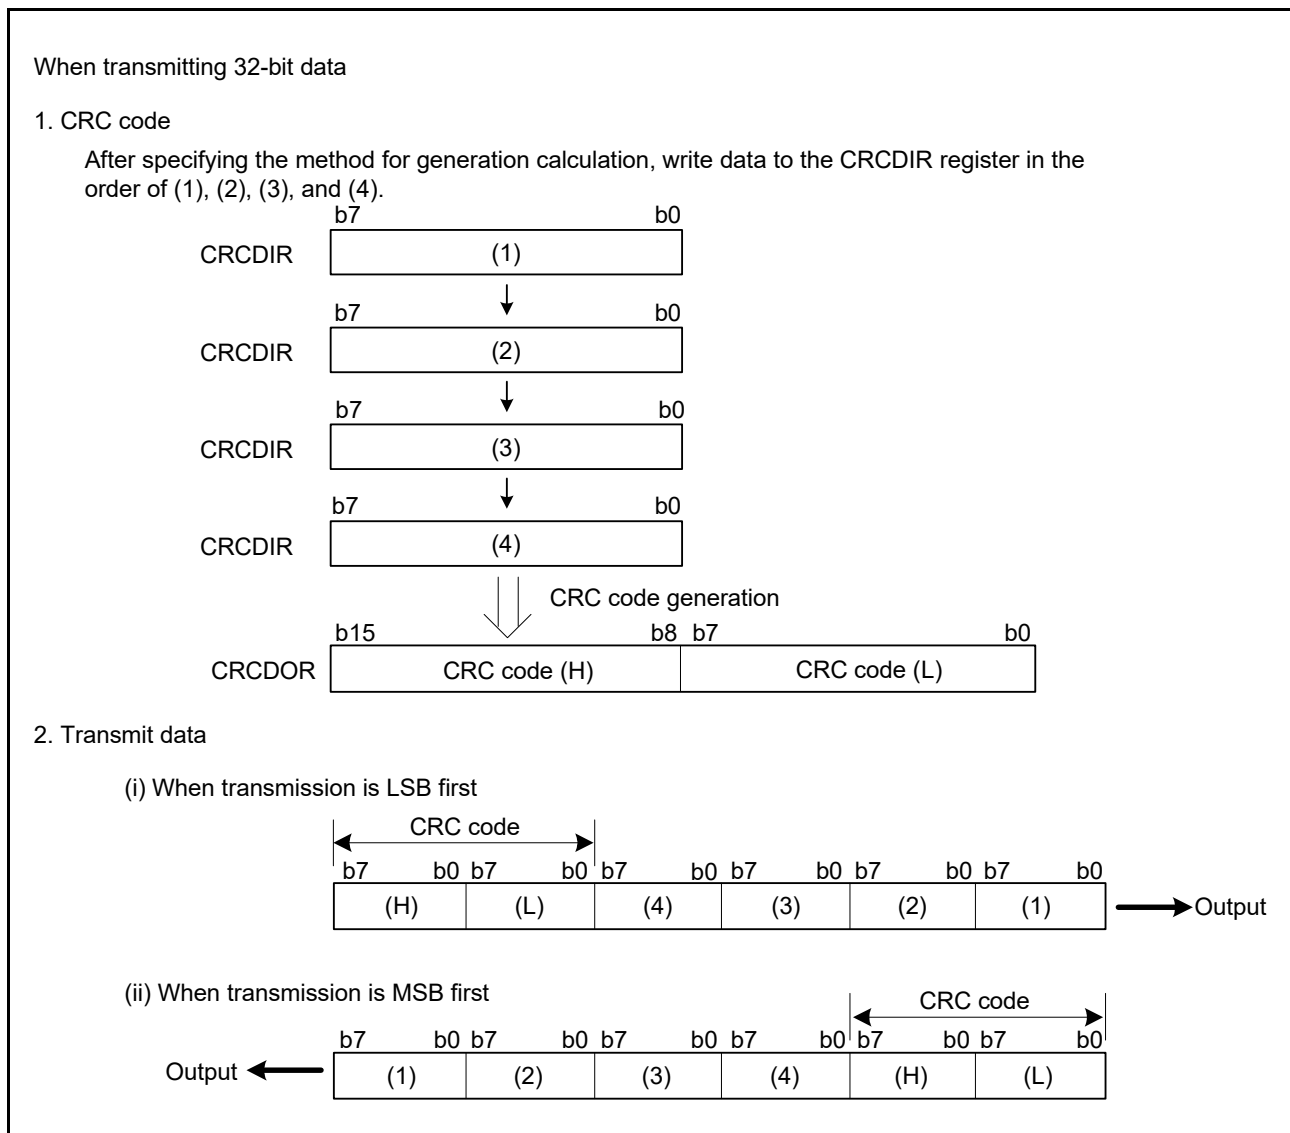 When transmitting 32-bit data
1. CRC code
After specifying the method for generation calculation, write data to the CRCDIR register in the
order of (1), (2), (3), and (4).
b7 b0
CRCDIR (1)
b7 b0
CRCDIR (2)
b7 b0
CRCDIR (3)
b7 b0
CRCDIR (4)
CRC code generation
b15 b8 b7 b0
CRCDOR CRC code (H) CRC code (L)
2. Transmit data
(i) When transmission is LSB first
CRC code
b7 b0 b7 b0 b7 b0 b7 b0 b7 b0 b7 b0
(H) (L) (4) (3) (2) (1) Output
(ii) When transmission is MSB first
CRC code
b7 b0 b7 b0 b7 b0 b7 b0 b7 b0 b7 b0
Output (1) (2) (3) (4) (H) (L)